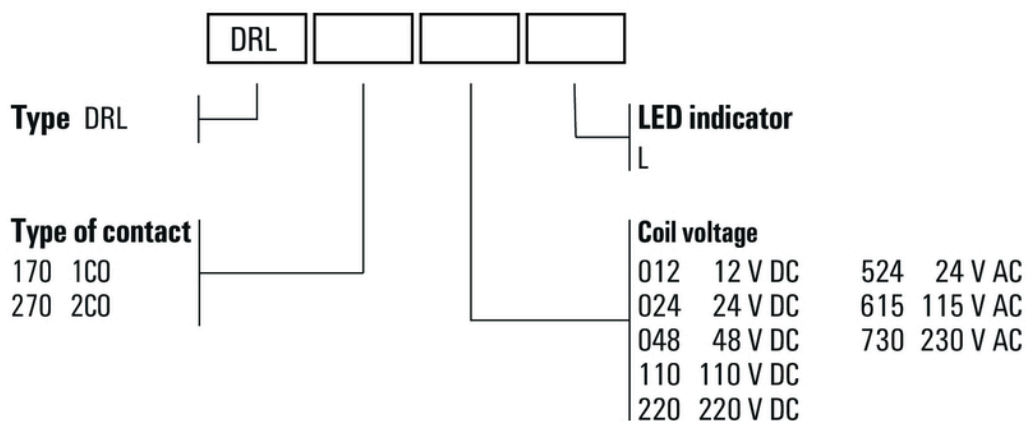 DRL
Type DRL
LED indicator
L
Type of contact
170 1CO
270 2CO
Coil voltage
012 12 V DC 524 24 V AC
024 24 V DC 615 115 V AC
048 48 V DC 730 230 V AC
110 110 V DC
220 220 V DC